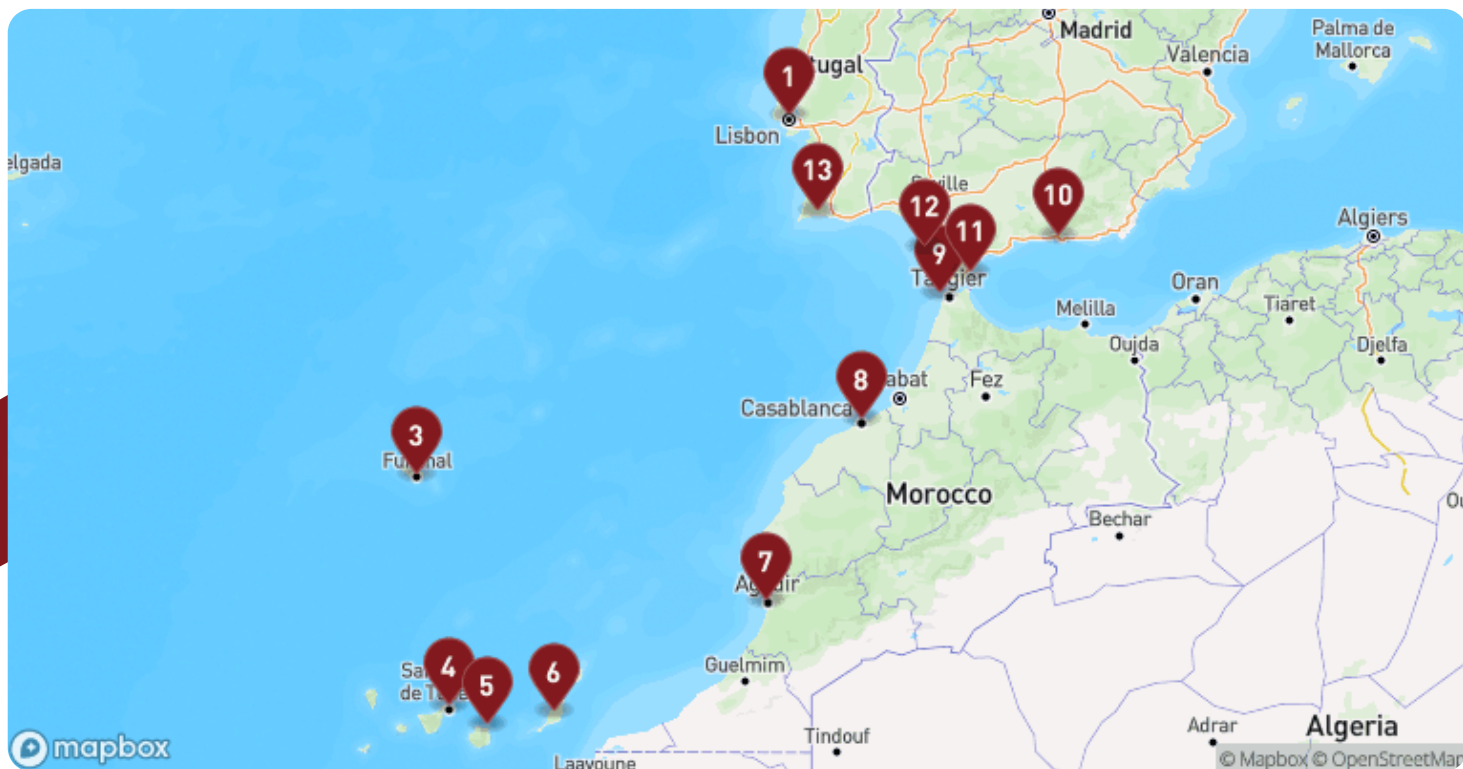 Madrid
Palma de
Mallorca
Valencia
1
tugal
Lisbon
elgada
13
12
11
10
9
Algiers
Oran
Tiaret
Melilla
Oujda
Djelfa
8
abat
Fez
Casablanca
3
Morocco
Bechar
7
Guelmim
4
5
6
Tindouf
Adrar
Algeria
Laayoune
mapbox
© Mapbox © OpenStreetMap